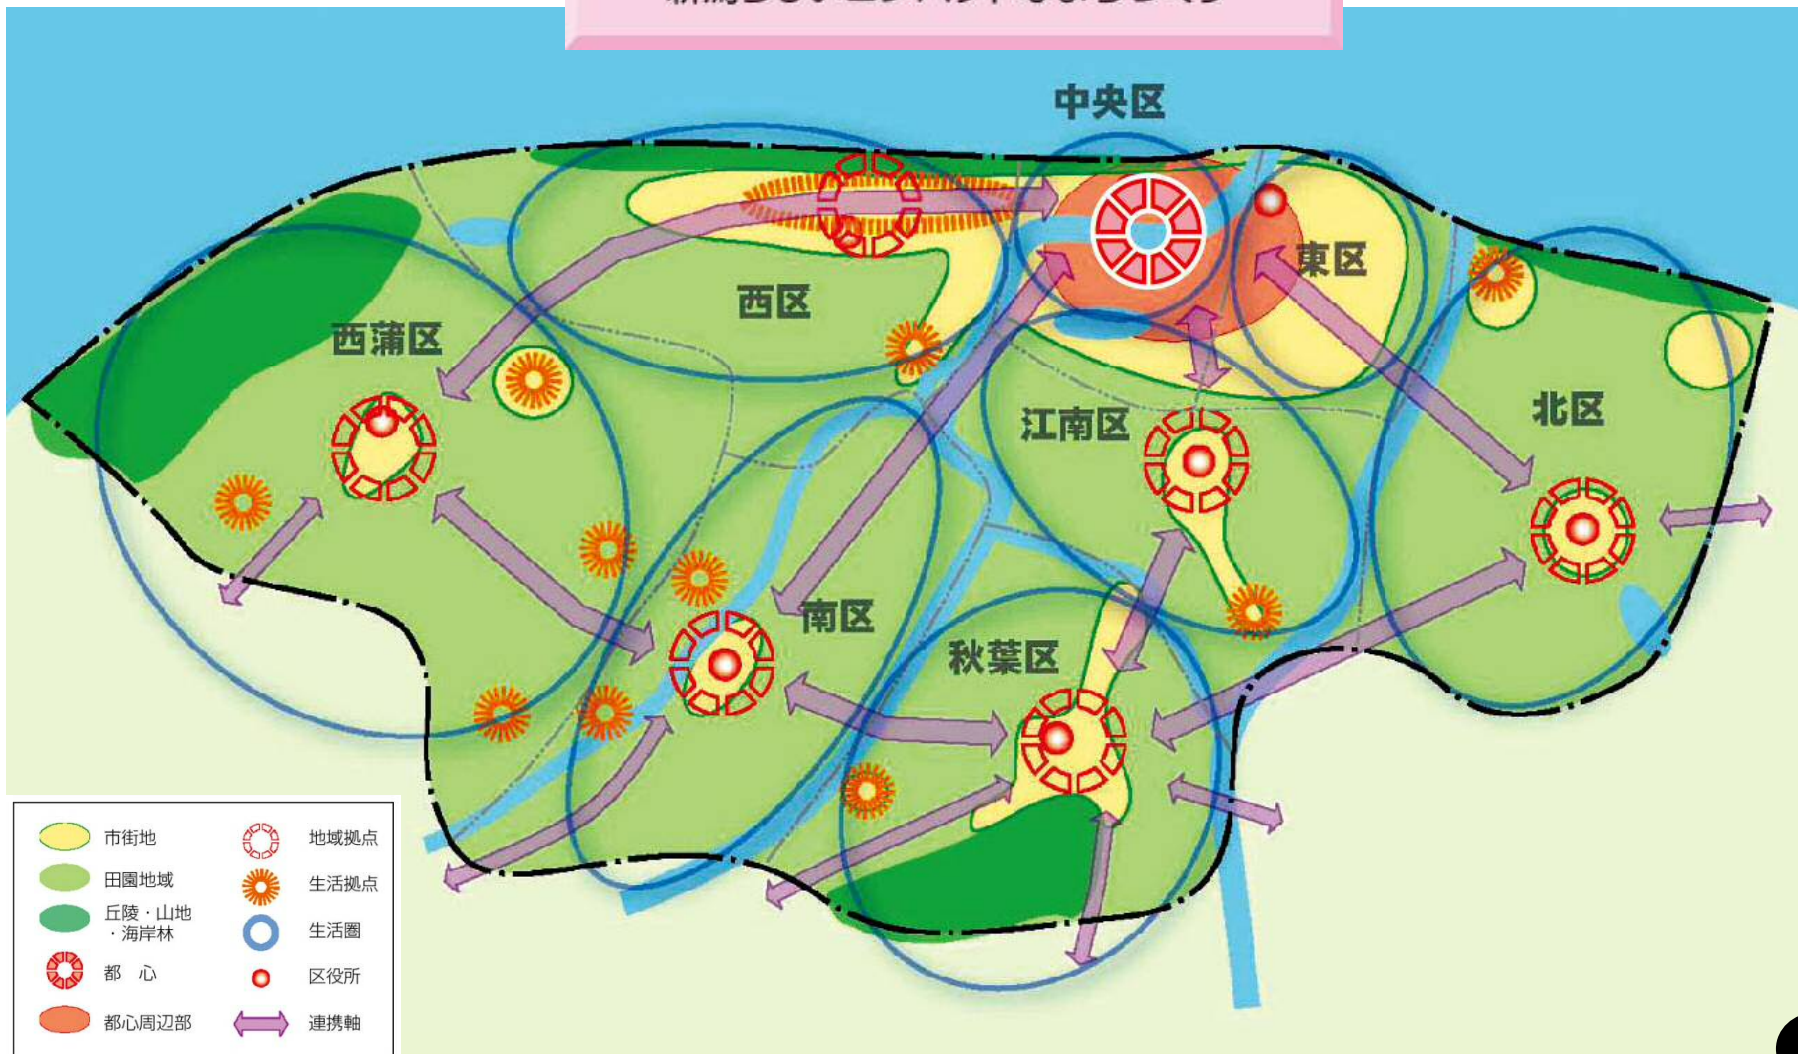 中央区
東区
西区
西蒲区
江南区
北区
南区
秋葉区
市街地
田園地域
丘陵・山地
・海岸林
都　心
都心周辺部
地域拠点
生活拠点
生活圏
区役所
連携軸